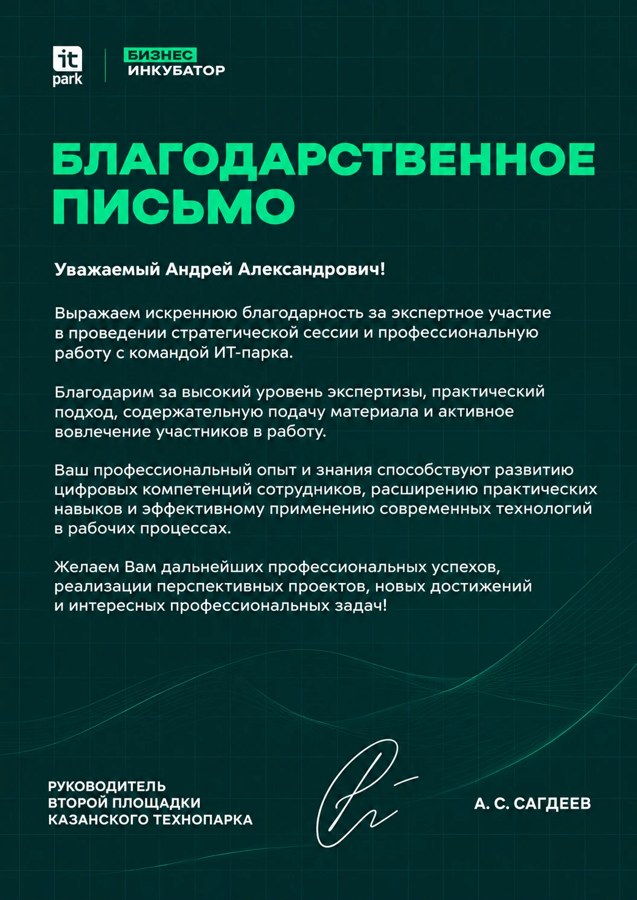 it
park
БИЗНЕС
ИНКУБАТОР
БЛАГОДАРСТВЕННОЕ
ПИСЬМО
Уважаемый Андрей Александрович!
Выражаем искреннюю благодарность за экспертное участие
в проведении стратегической сессии и профессиональную
работу с командой ИТ-парка.
Благодарим за высокий уровень экспертизы, практический
подход, содержательную подачу материала и активное
вовлечение участников в работу.
Ваш профессиональный опыт и знания способствуют развитию
цифровых компетенций сотрудников, расширению практических
навыков и эффективному применению современных технологий
в рабочих процессах.
Желаем Вам дальнейших профессиональных успехов,
реализации перспективных проектов, новых достижений
и интересных профессиональных задач!
РУКОВОДИТЕЛЬ
ВТОРОЙ ПЛОЩАДКИ
КАЗАНСКОГО ТЕХНОПАРКА
А. С. САГДЕЕВ